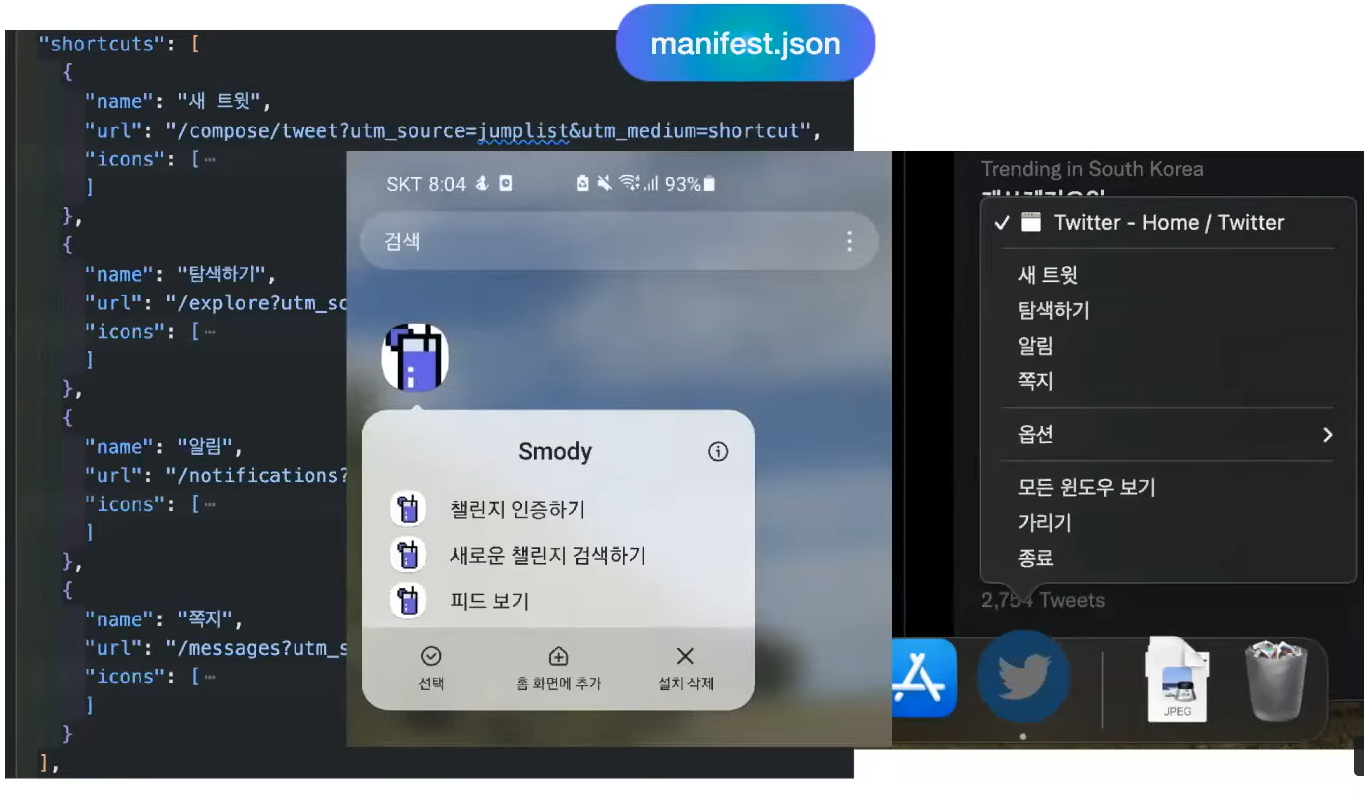 manifest.json
"shortcuts": [
{
"name": "새 트윗",
"url": "/compose/tweet?utm_source=jumplist&utm_medium=shortcut",
"icons": [ ⋯
]
},
{
"name": "탐색하기",
"url": "/explore?utm_so
"icons": [ ⋯
]
},
{
"name": "알림",
"url": "/notifications?
"icons": [ ⋯
]
},
{
"name": "쪽지",
"url": "/messages?utm_s
"icons": [ ⋯
]
}
],
SKT 8:04 93%
검색
Smody
챌린지 인증하기
새로운 챌린지 검색하기
피드 보기
선택
홈 화면에 추가
설치 삭제
Trending in South Korea
Twitter - Home / Twitter
새 트윗
탐색하기
알림
쪽지
옵션
모든 윈도우 보기
가리기
종료
2,754 Tweets
JPEG